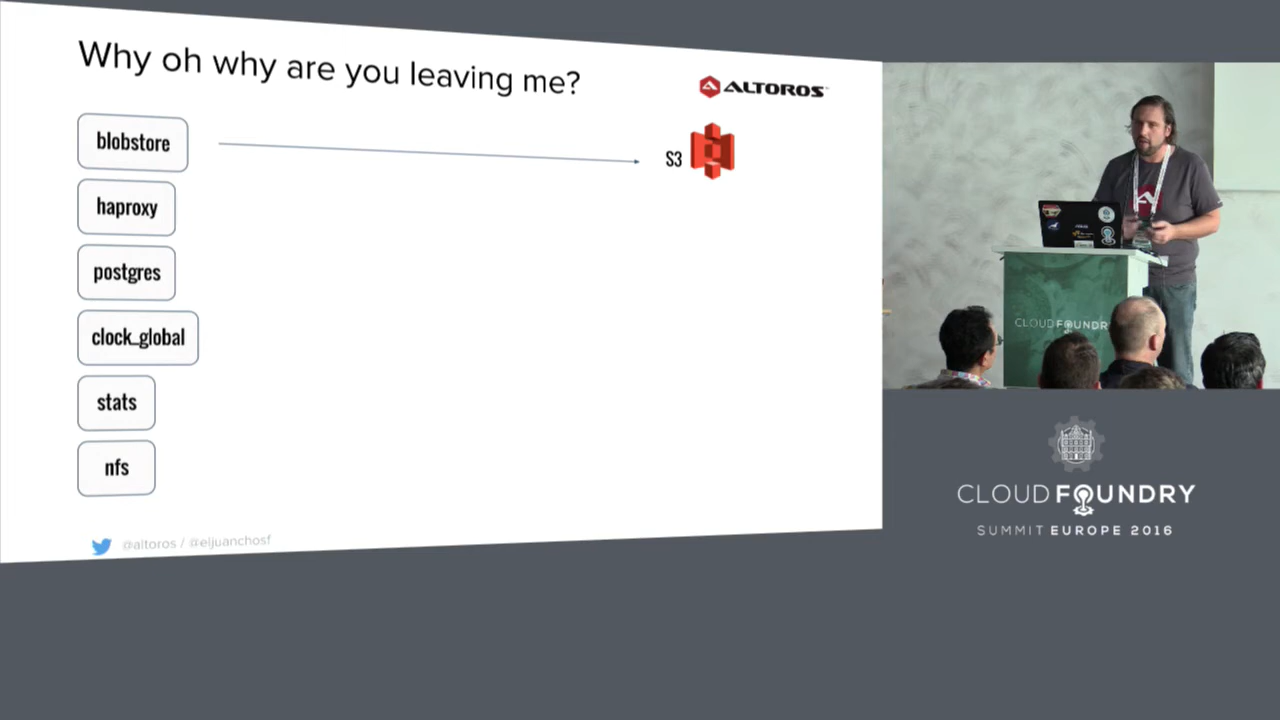 Why oh why are you leaving me?
ALTOROS
blobstore
S3
haproxy
postgres
clock_global
stats
nfs
@altoros / @eljuanchosf
CLOUD FOUNDRY
CLOUD FOUNDRY
SUMMIT EUROPE 2016